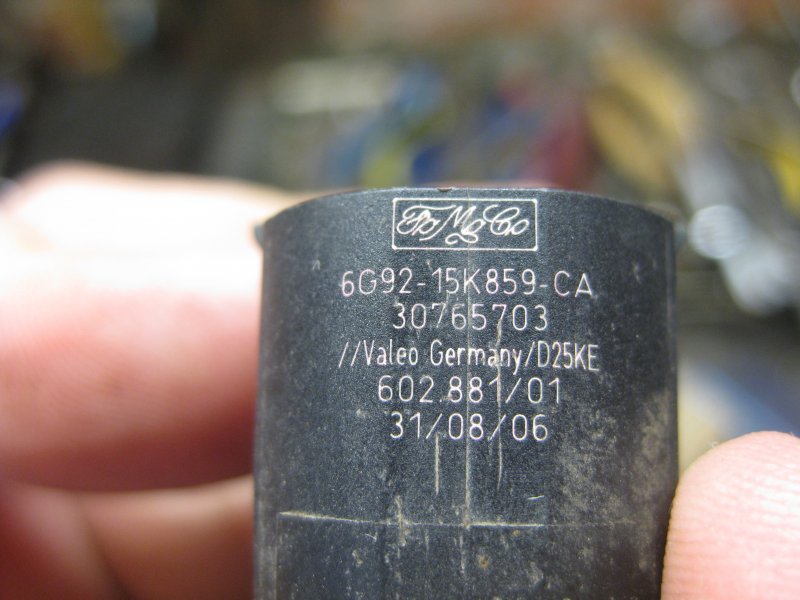 FoMoCo
6G92-15K859-CA
30765703
//Valeo Germany/D25KE
602.881/01
31/08/06